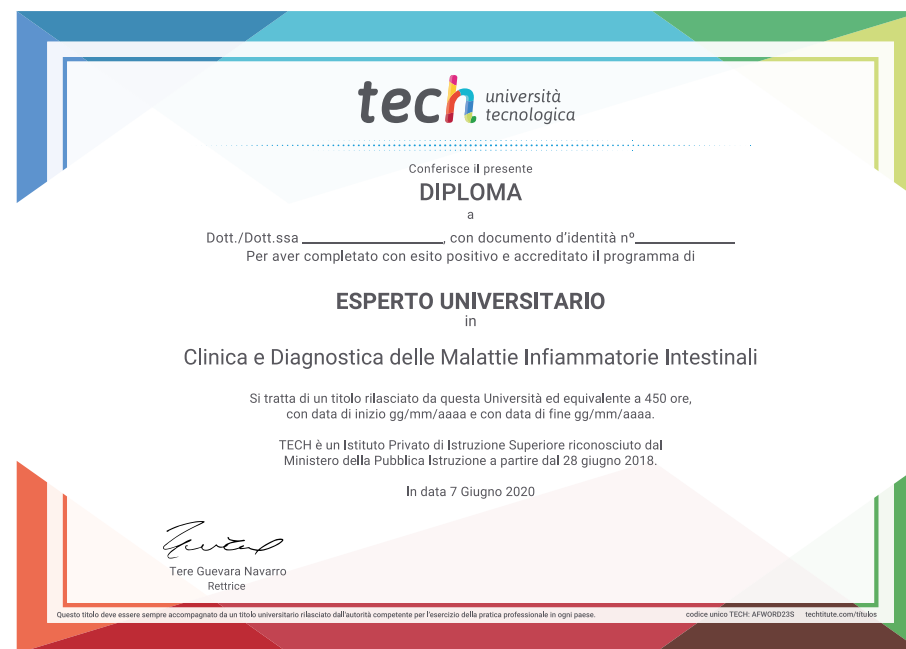 tech università
tecnologica
Conferisce il presente
DIPLOMA
a
Dott./Dott.ssa ____________________, con documento d'identità nº______________
Per aver completato con esito positivo e accreditato il programma di
ESPERTO UNIVERSITARIO
in
Clinica e Diagnostica delle Malattie Infiammatorie Intestinali
Si tratta di un titolo rilasciato da questa Università ed equivalente a 450 ore,
con data di inizio gg/mm/aaaa e con data di fine gg/mm/aaaa.
TECH è un Istituto Privato di Istruzione Superiore riconosciuto dal
Ministero della Pubblica Istruzione a partire dal 28 giugno 2018.
In data 7 Giugno 2020
Tere Guevara Navarro
Rettrice
Questo titolo deve essere sempre accompagnato da un titolo universitario rilasciato dall'autorità competente per l'esercizio della pratica professionale in ogni paese. codice unico TECH: AFWORD23S techtitute.com/titulos